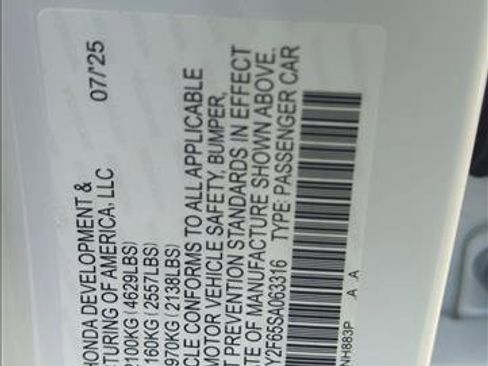 HONDA DEVELOPMENT &
TURING OF AMERICA, LLC 07/'25
2100KG (4629LBS)
160KG (2557LBS)
970KG (2138LBS)
CLE CONFORMS TO ALL APPLICABLE
MOTOR VEHICLE SAFETY, BUMPER,
T PREVENTION STANDARDS IN EFFECT
ATE OF MANUFACTURE SHOWN ABOVE.
Y2F65SA063316 TYPE: PASSENGER CAR
NH883P A A